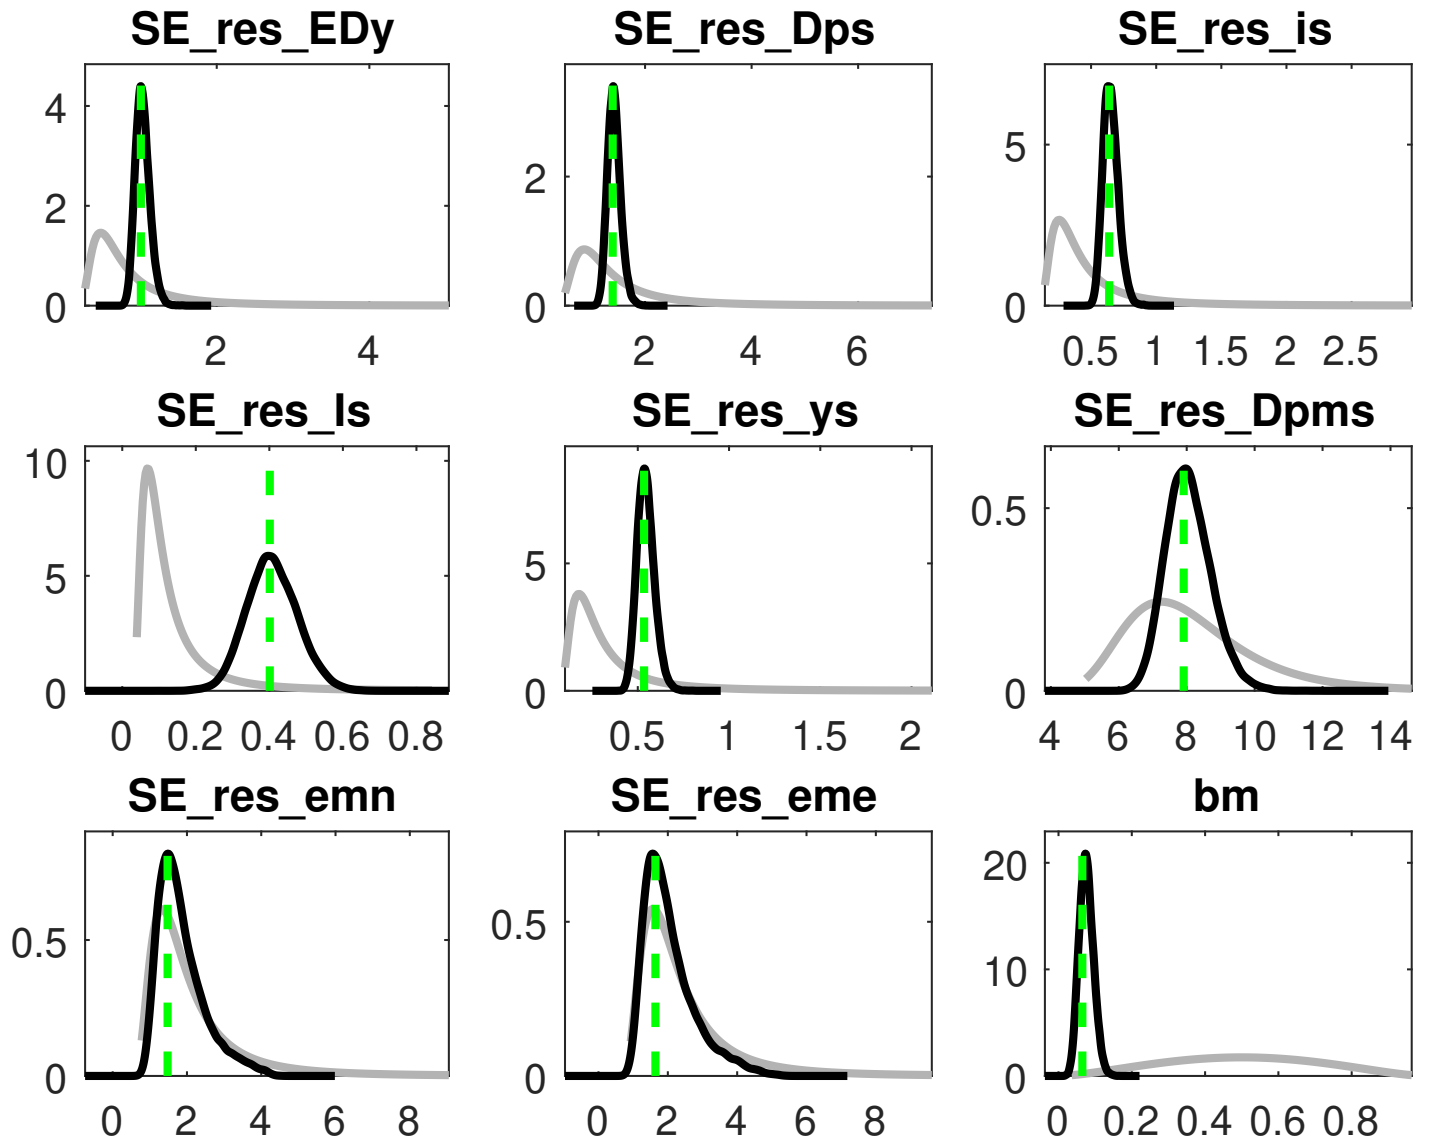 SE_res_EDy SE_res_Dps SE_res_is
4 2 0 2 4
2 0 2 4 6
5 0 0.5 1 1.5 2 2.5
SE_res_ls SE_res_ys SE_res_Dpms
10 5 0 0 0.2 0.4 0.6 0.8
5 0 0.5 1 1.5 2
0.5 0 4 6 8 10 12 14
SE_res_emn SE_res_eme bm
0.5 0 0 2 4 6 8
0.5 0 0 2 4 6 8
20 10 0 0 0.2 0.4 0.6 0.8